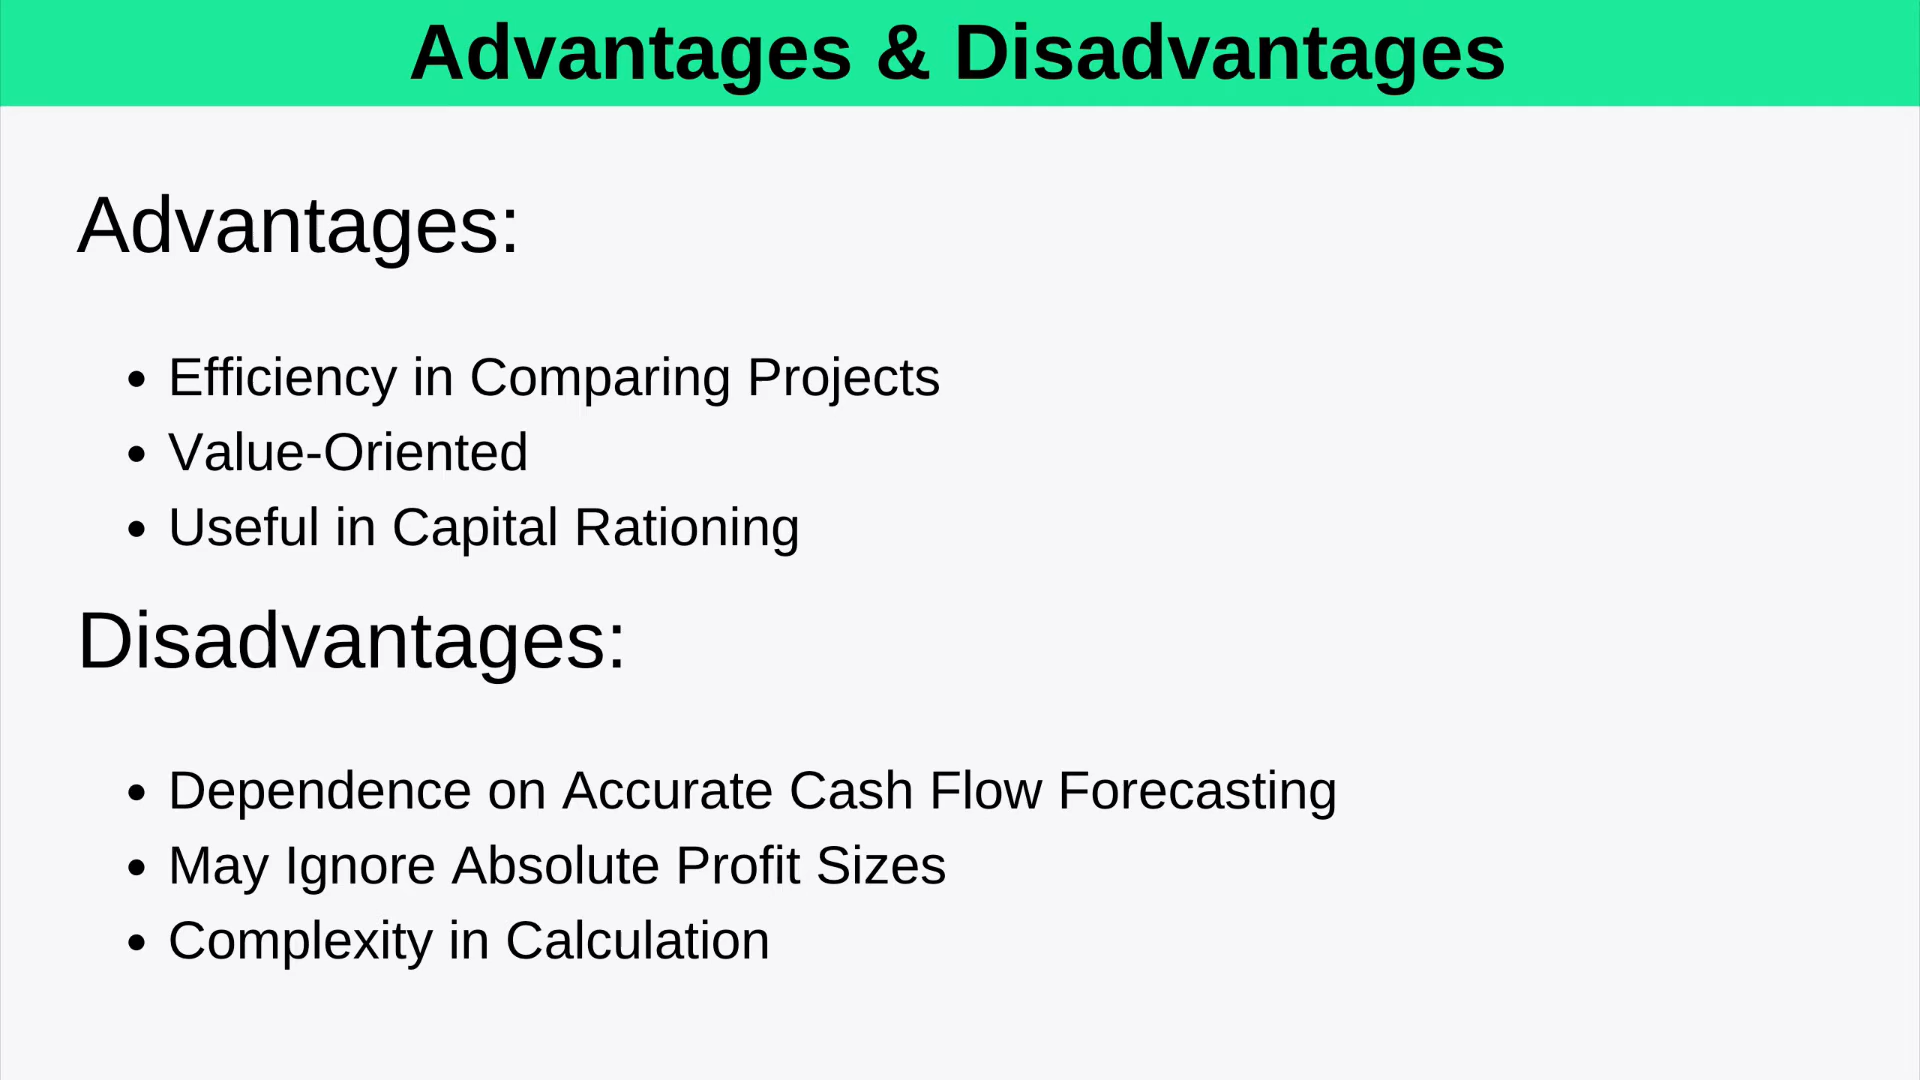 Advantages & Disadvantages
Advantages:
• Efficiency in Comparing Projects
• Value-Oriented
• Useful in Capital Rationing
Disadvantages:
• Dependence on Accurate Cash Flow Forecasting
• May Ignore Absolute Profit Sizes
• Complexity in Calculation